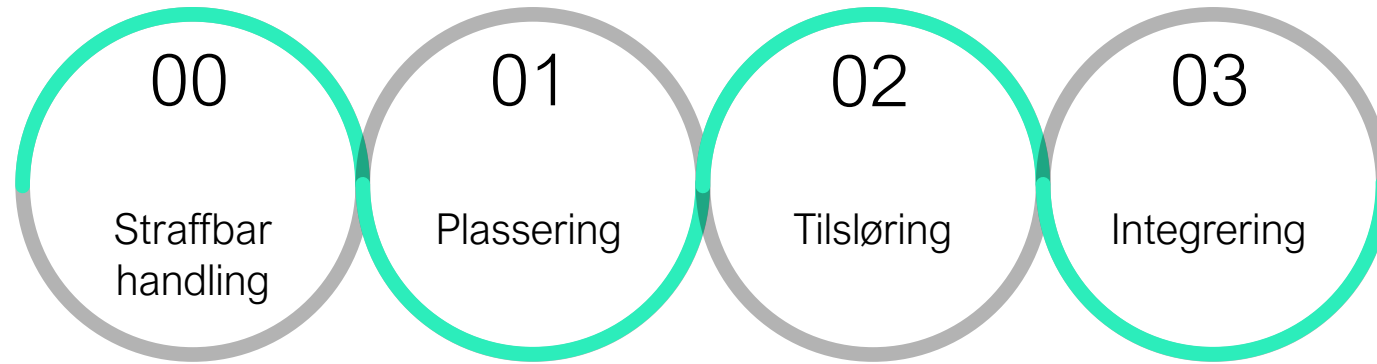 00
Straffbar
handling
01
Plassering
02
Tilsløring
03
Integrering